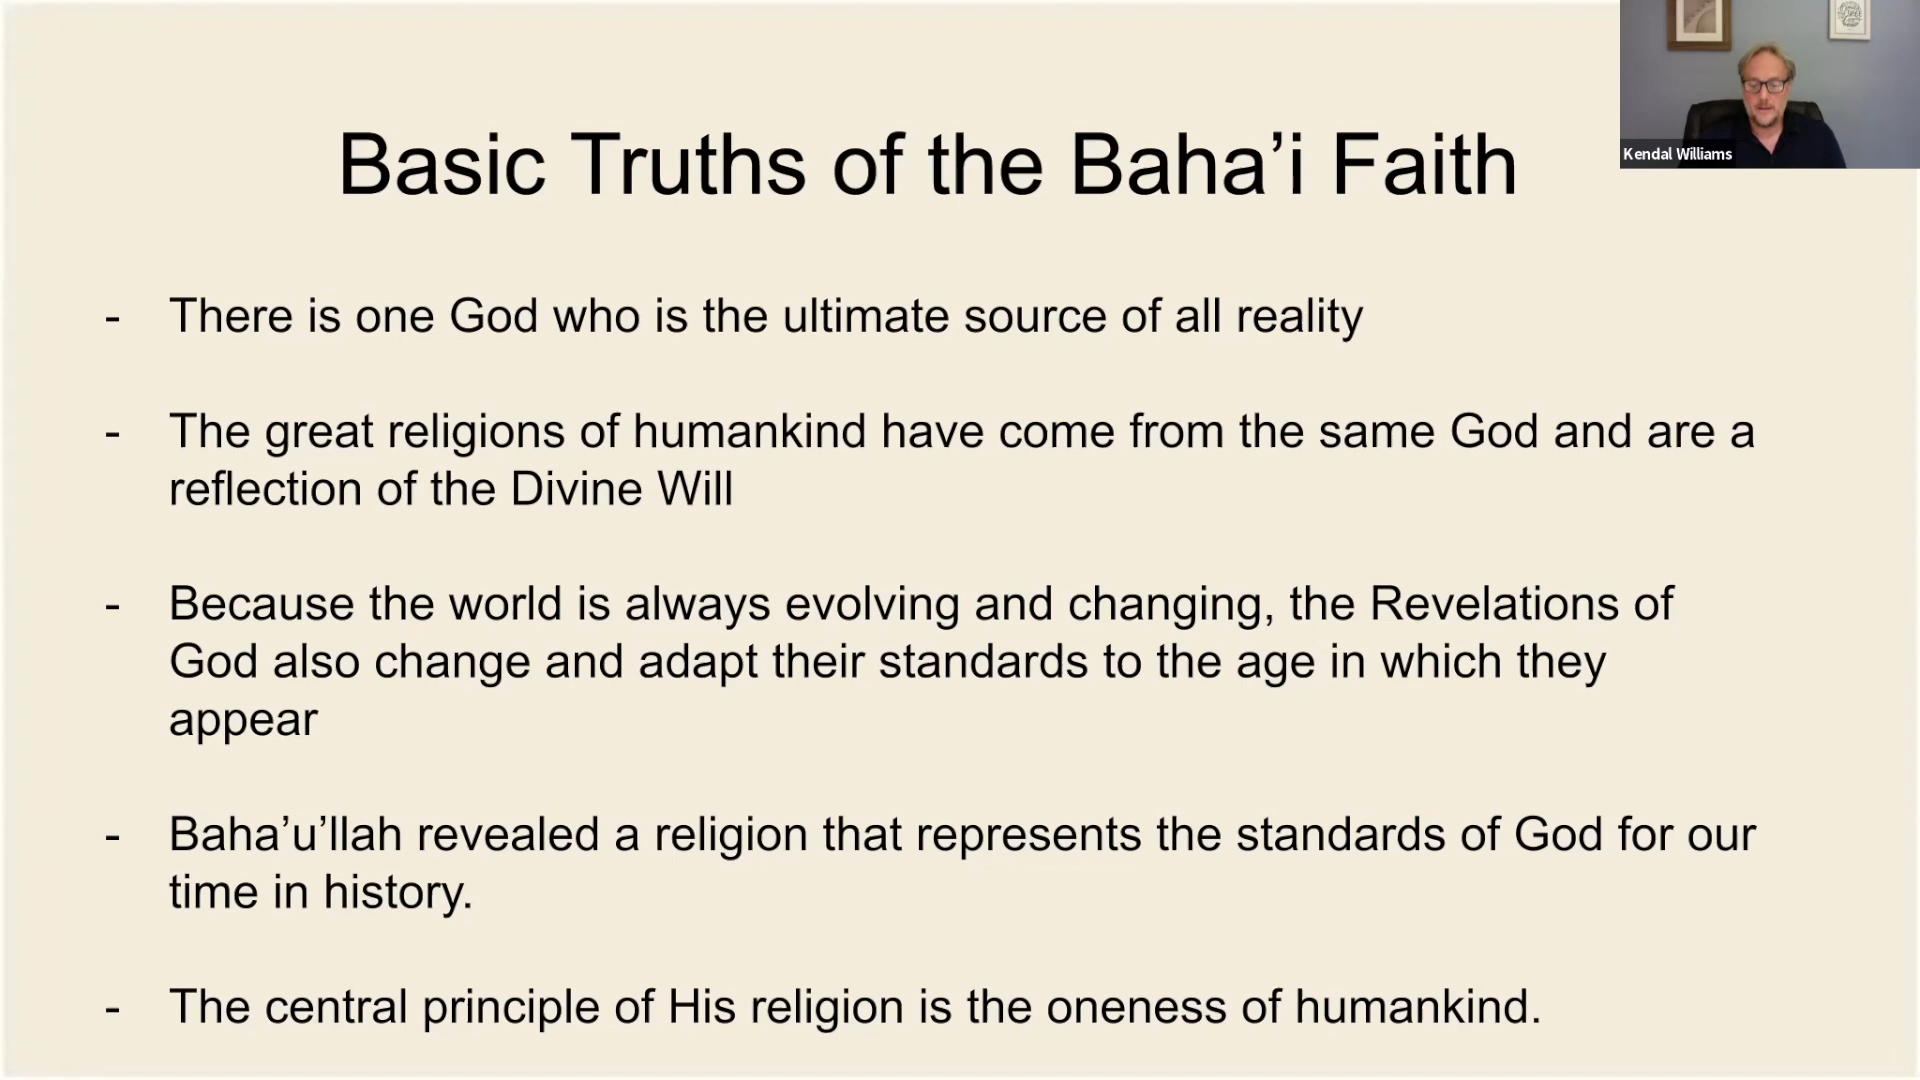 Basic Truths of the Baha’i Faith
Kendal Williams
- There is one God who is the ultimate source of all reality
- The great religions of humankind have come from the same God and are a
reflection of the Divine Will
- Because the world is always evolving and changing, the Revelations of
God also change and adapt their standards to the age in which they
appear
- Baha’u’llah revealed a religion that represents the standards of God for our
time in history.
- The central principle of His religion is the oneness of humankind.